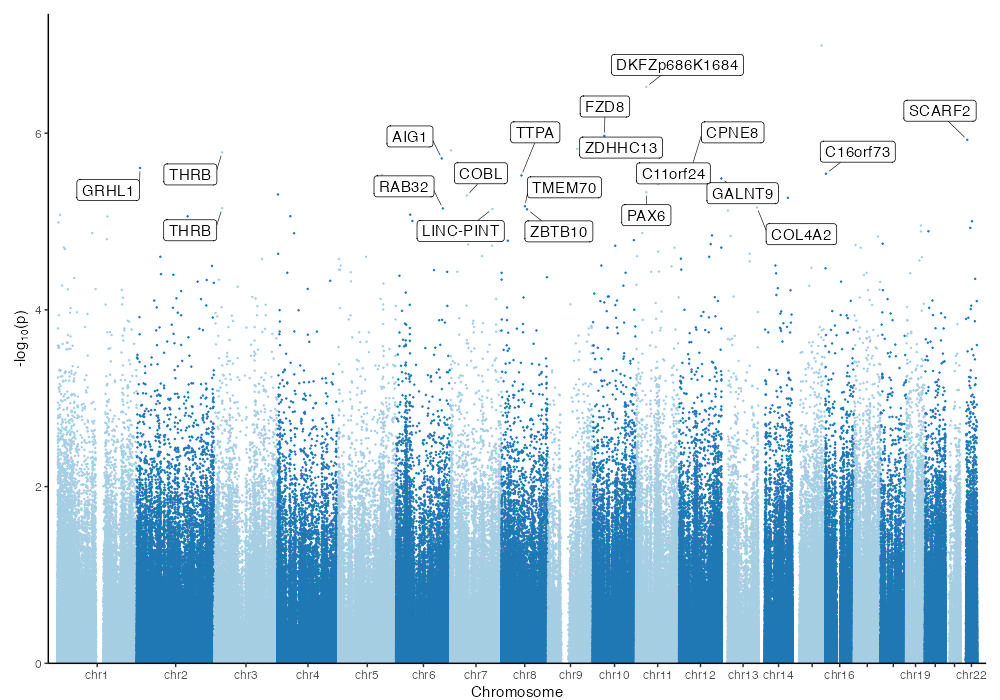 DKFZp686K1684
FZD8
SCARF2
AIG1
TTPA
CPNE8
ZDHHC13
C16orf73
THRB
COBL
C11orf24
GRHL1
RAB32
TMEM70
GALNT9
PAX6
THRB
LINC-PINT
ZBTB10
COL4A2
6
4
2
0
-log10(p)
chr1 chr2 chr3 chr4 chr5 chr6 chr7 chr8 chr9 chr10 chr11 chr12 chr13 chr14 chr16 chr19 chr22
Chromosome